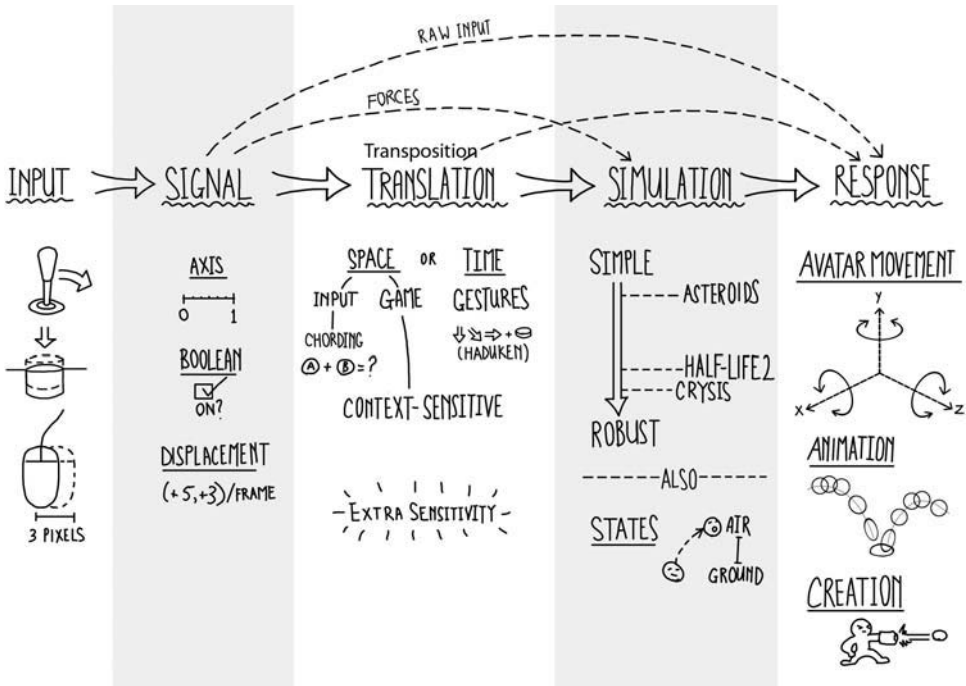 RAW INPUT
FORCES
INPUT
SIGNAL
Transposition
TRANSLATION
SIMULATION
RESPONSE
3 PIXELS
AXIS
0 1
BOOLEAN
ON?
DISPLACEMENT
(+5,+3)/FRAME
SPACE OR TIME
INPUT GAME GESTURES
CHORDING
A + B = ?
+
(HADUKEN)
CONTEXT-SENSITIVE
EXTRA SENSITIVITY
SIMPLE
ASTEROIDS
HALF-LIFE 2
CRYSIS
ROBUST
ALSO
STATES
AIR
GROUND
AVATAR MOVEMENT
Y
X Z
ANIMATION
CREATION